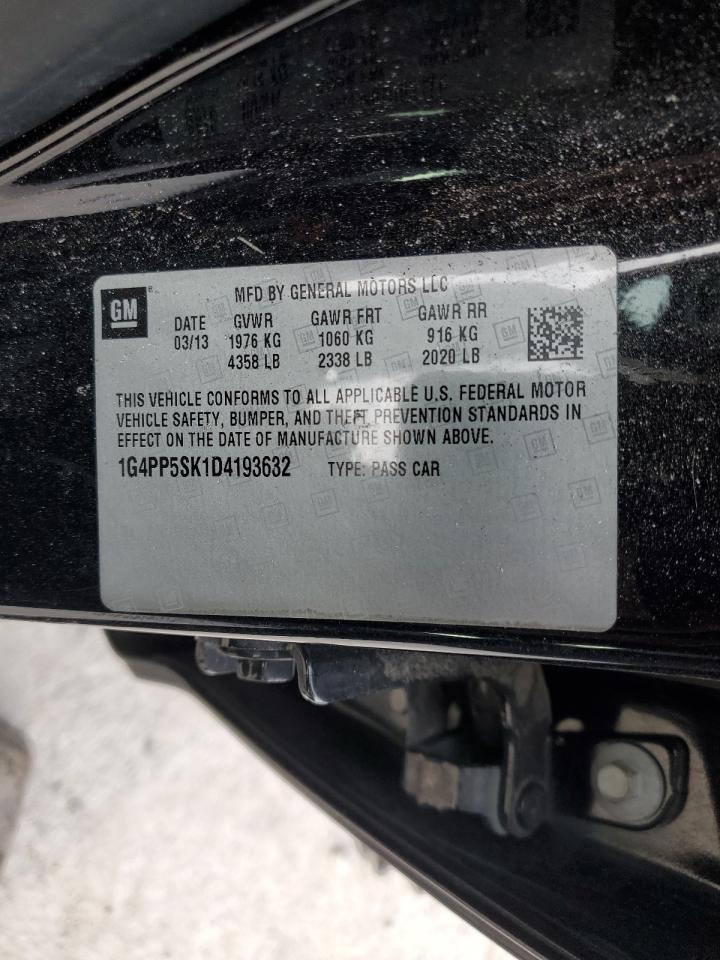 GM
MFD BY GENERAL MOTORS LLC
DATE GVWR GAWR FRT GAWR RR
03/13 1976 KG 1060 KG 916 KG
4358 LB 2338 LB 2020 LB
THIS VEHICLE CONFORMS TO ALL APPLICABLE U.S. FEDERAL MOTOR
VEHICLE SAFETY, BUMPER, AND THEFT PREVENTION STANDARDS IN
EFFECT ON THE DATE OF MANUFACTURE SHOWN ABOVE.
1G4PP5SK1D4193632 TYPE: PASS CAR